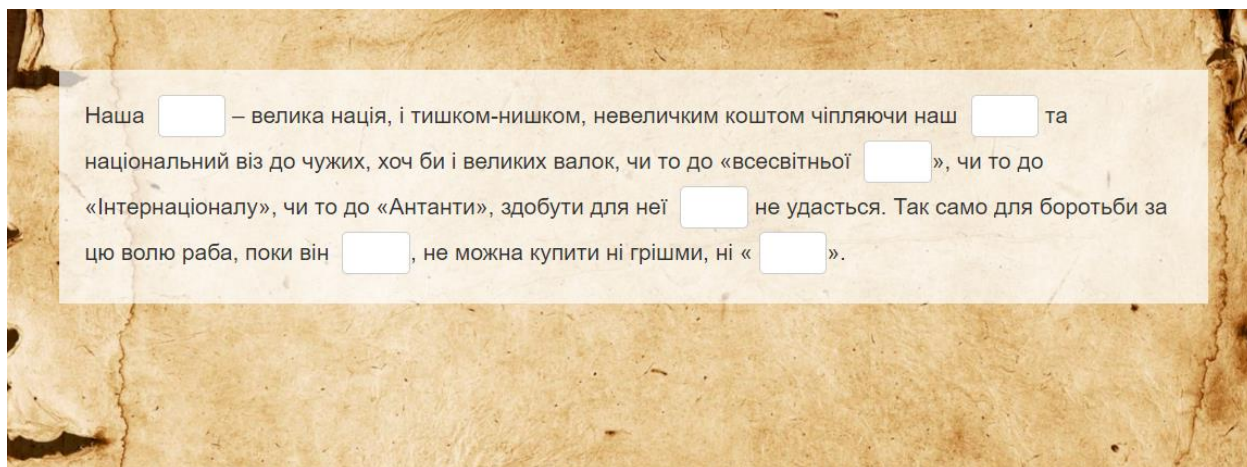 Наша – велика нація, і тишком-нишком, невеличким коштом чіпляючи наш та
національний віз до чужих, хоч би і великих валок, чи то до «всесвітньої », чи то до
«Інтернаціоналу», чи то до «Антанти», здобути для неї не удасться. Так само для боротьби за
цю волю раба, поки він , не можна купити ні грішми, ні « ».